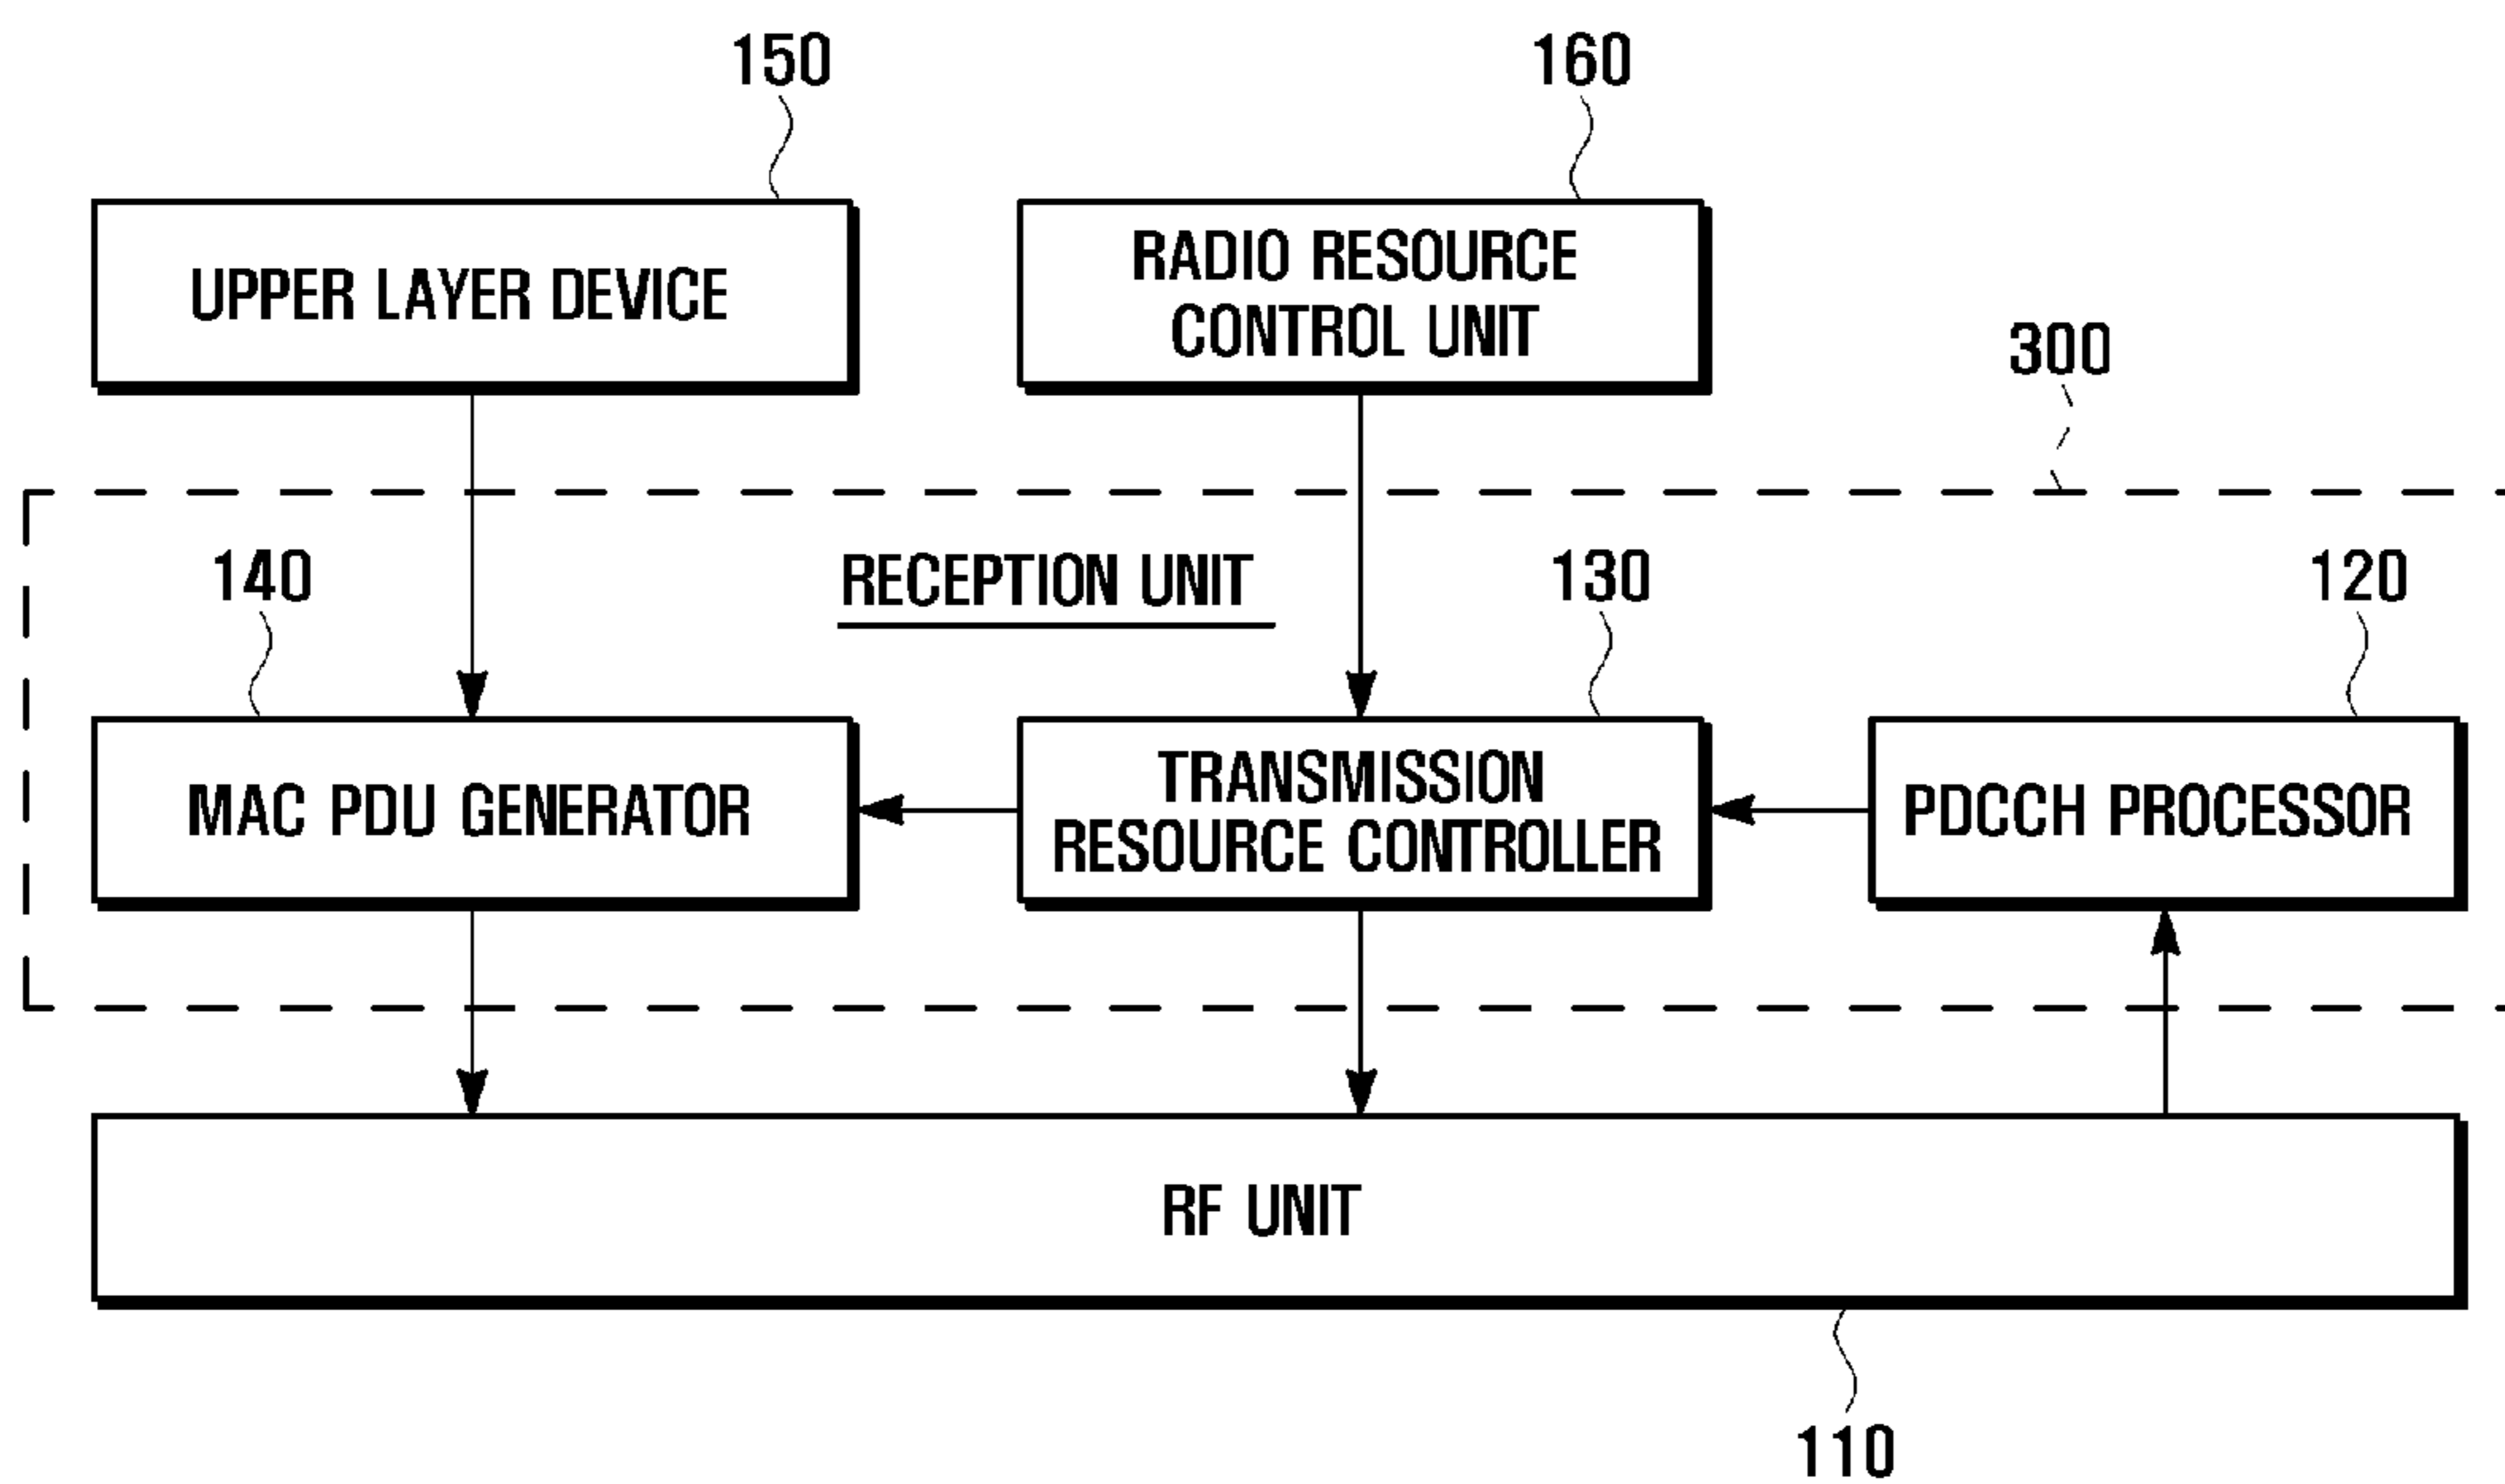 150
160
UPPER LAYER DEVICE
RADIO RESOURCE
CONTROL UNIT
300
RECEPTION UNIT
140
130
120
MAC PDU GENERATOR
TRANSMISSION
RESOURCE CONTROLLER
PDCCH PROCESSOR
RF UNIT
110